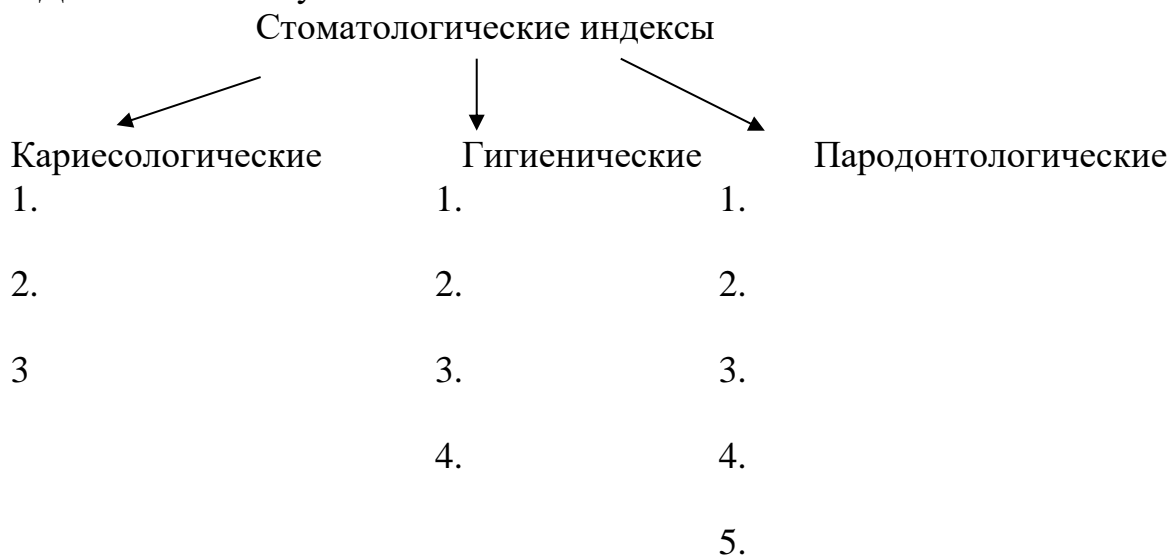 Стоматологические индексы
Кариесологические Гигиенические Пародонтологические
1. 1. 1.
2. 2. 2.
3 3. 3.
4. 4.
5.